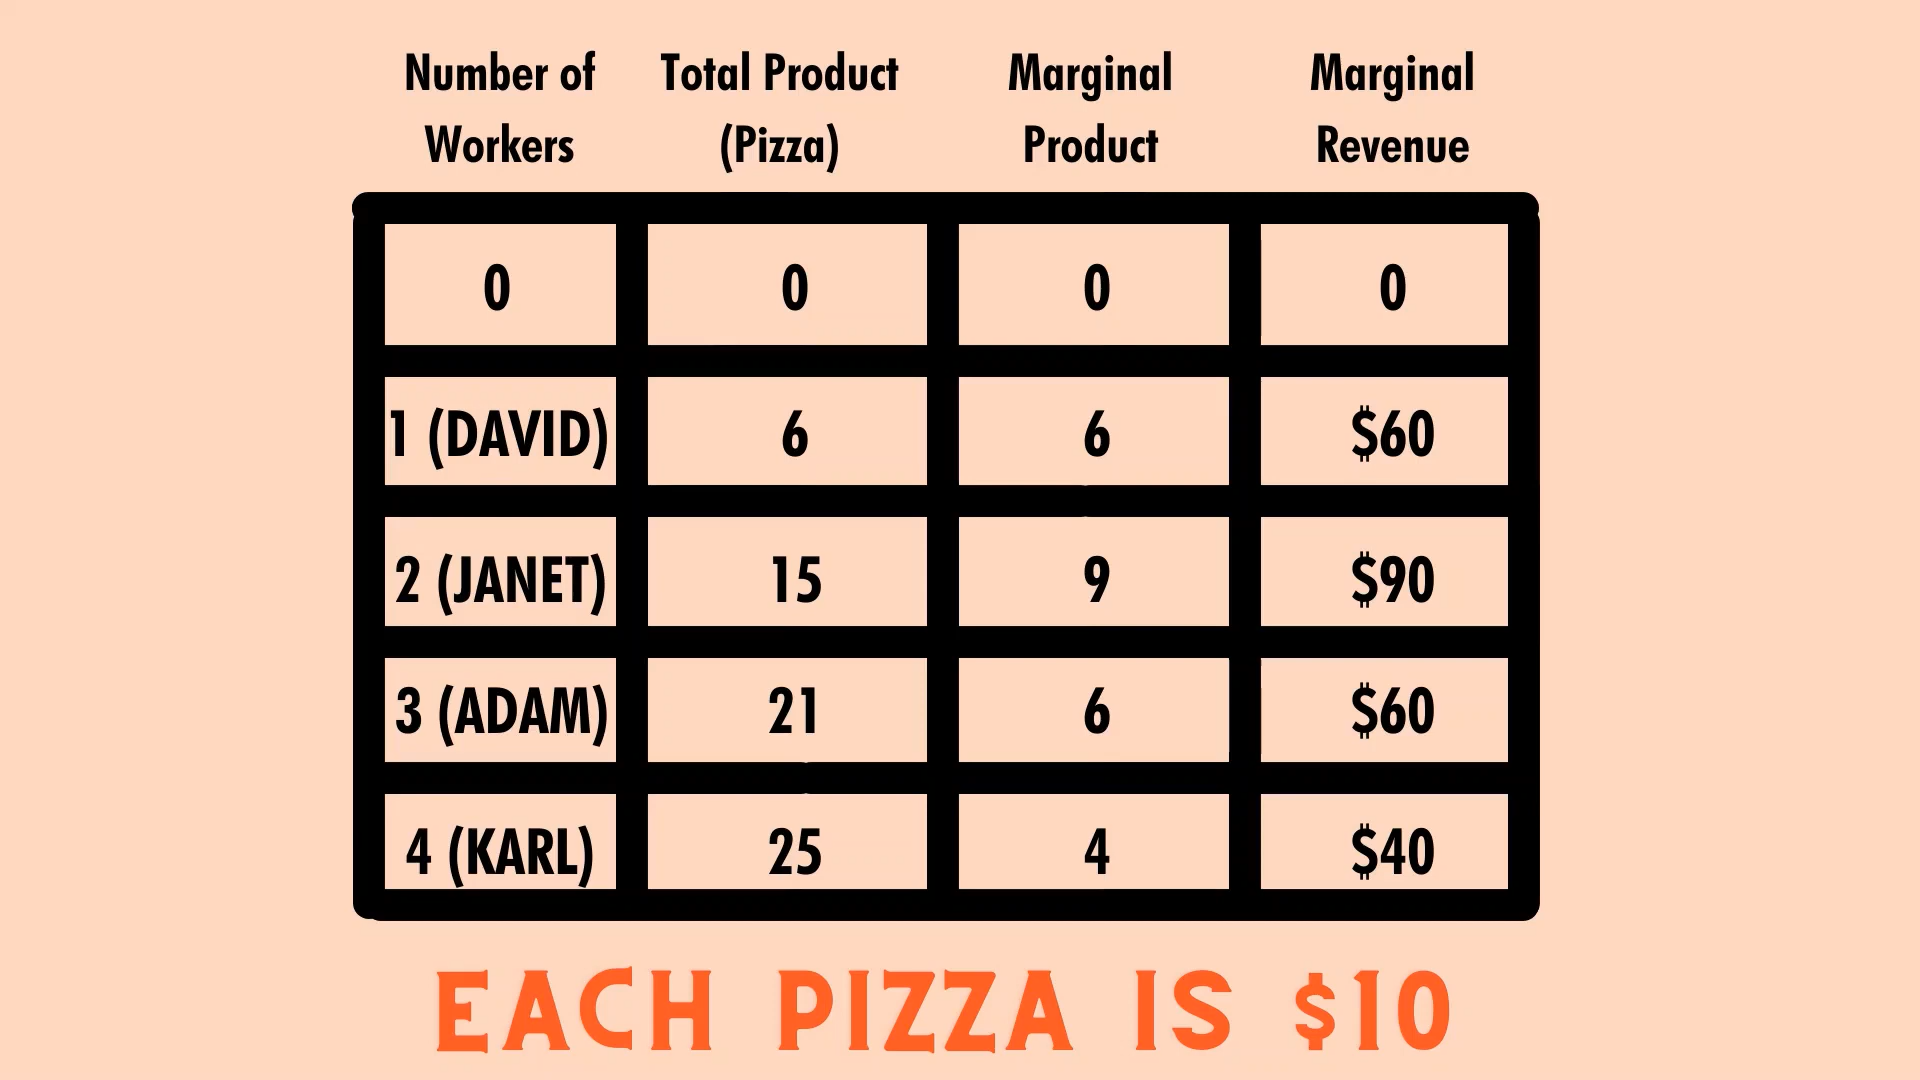 Number of Workers Total Product (Pizza) Marginal Product Marginal Revenue
0 0 0 0
1 (DAVID) 6 6 $60
2 (JANET) 15 9 $90
3 (ADAM) 21 6 $60
4 (KARL) 25 4 $40
EACH PIZZA IS $10